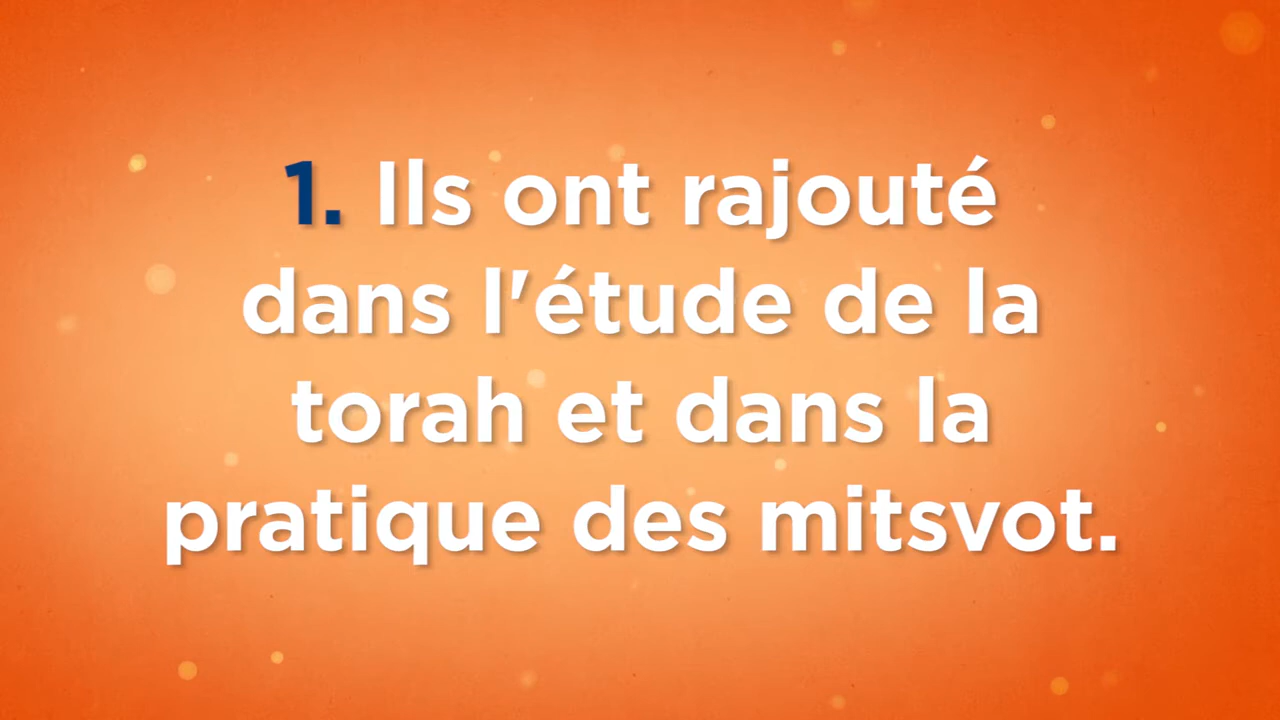 1. Ils ont rajouté
dans l'étude de la
torah et dans la
pratique des mitsvot.